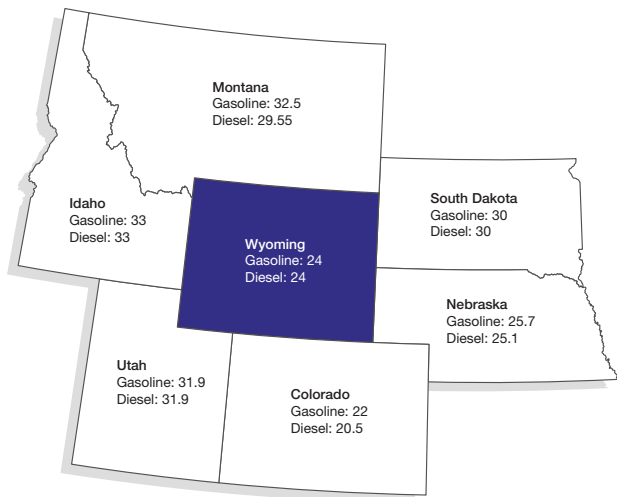 Montana
Gasoline: 32.5
Diesel: 29.55
Idaho
Gasoline: 33
Diesel: 33
South Dakota
Gasoline: 30
Diesel: 30
Wyoming
Gasoline: 24
Diesel: 24
Nebraska
Gasoline: 25.7
Diesel: 25.1
Utah
Gasoline: 31.9
Diesel: 31.9
Colorado
Gasoline: 22
Diesel: 20.5